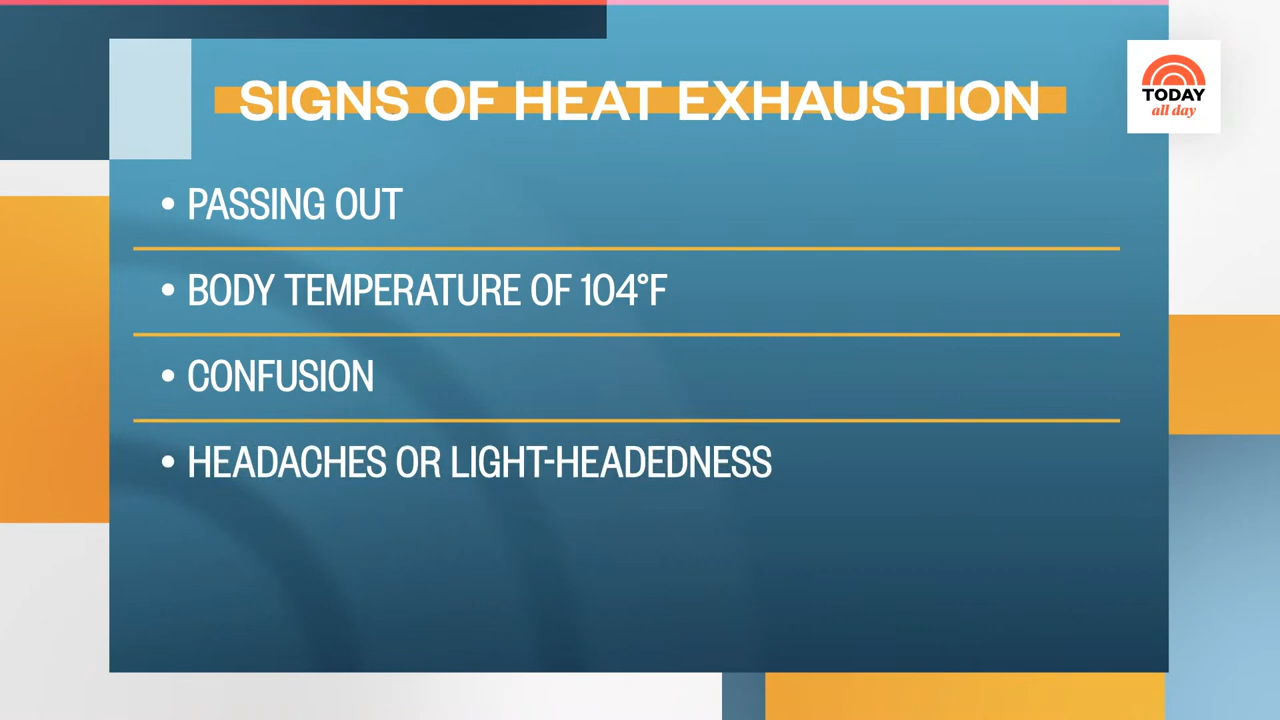 SIGNS OF HEAT EXHAUSTION
TODAY
all day
• PASSING OUT
• BODY TEMPERATURE OF 104°F
• CONFUSION
• HEADACHES OR LIGHT-HEADEDNESS